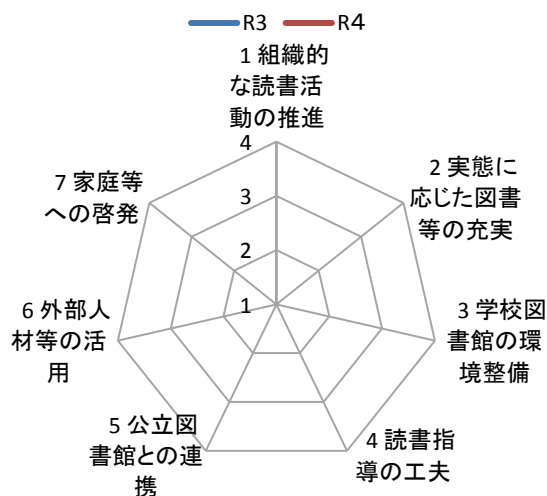 R3 R4
1 組織的
な読書活
動の推進
2 実態に
応じた図書
等の充実
3 学校図
書館の環
境整備
4 読書指
導の工夫
5 公立図
書館との連
携
6 外部人
材等の活
用
7 家庭等
への啓発
4
3
2
1